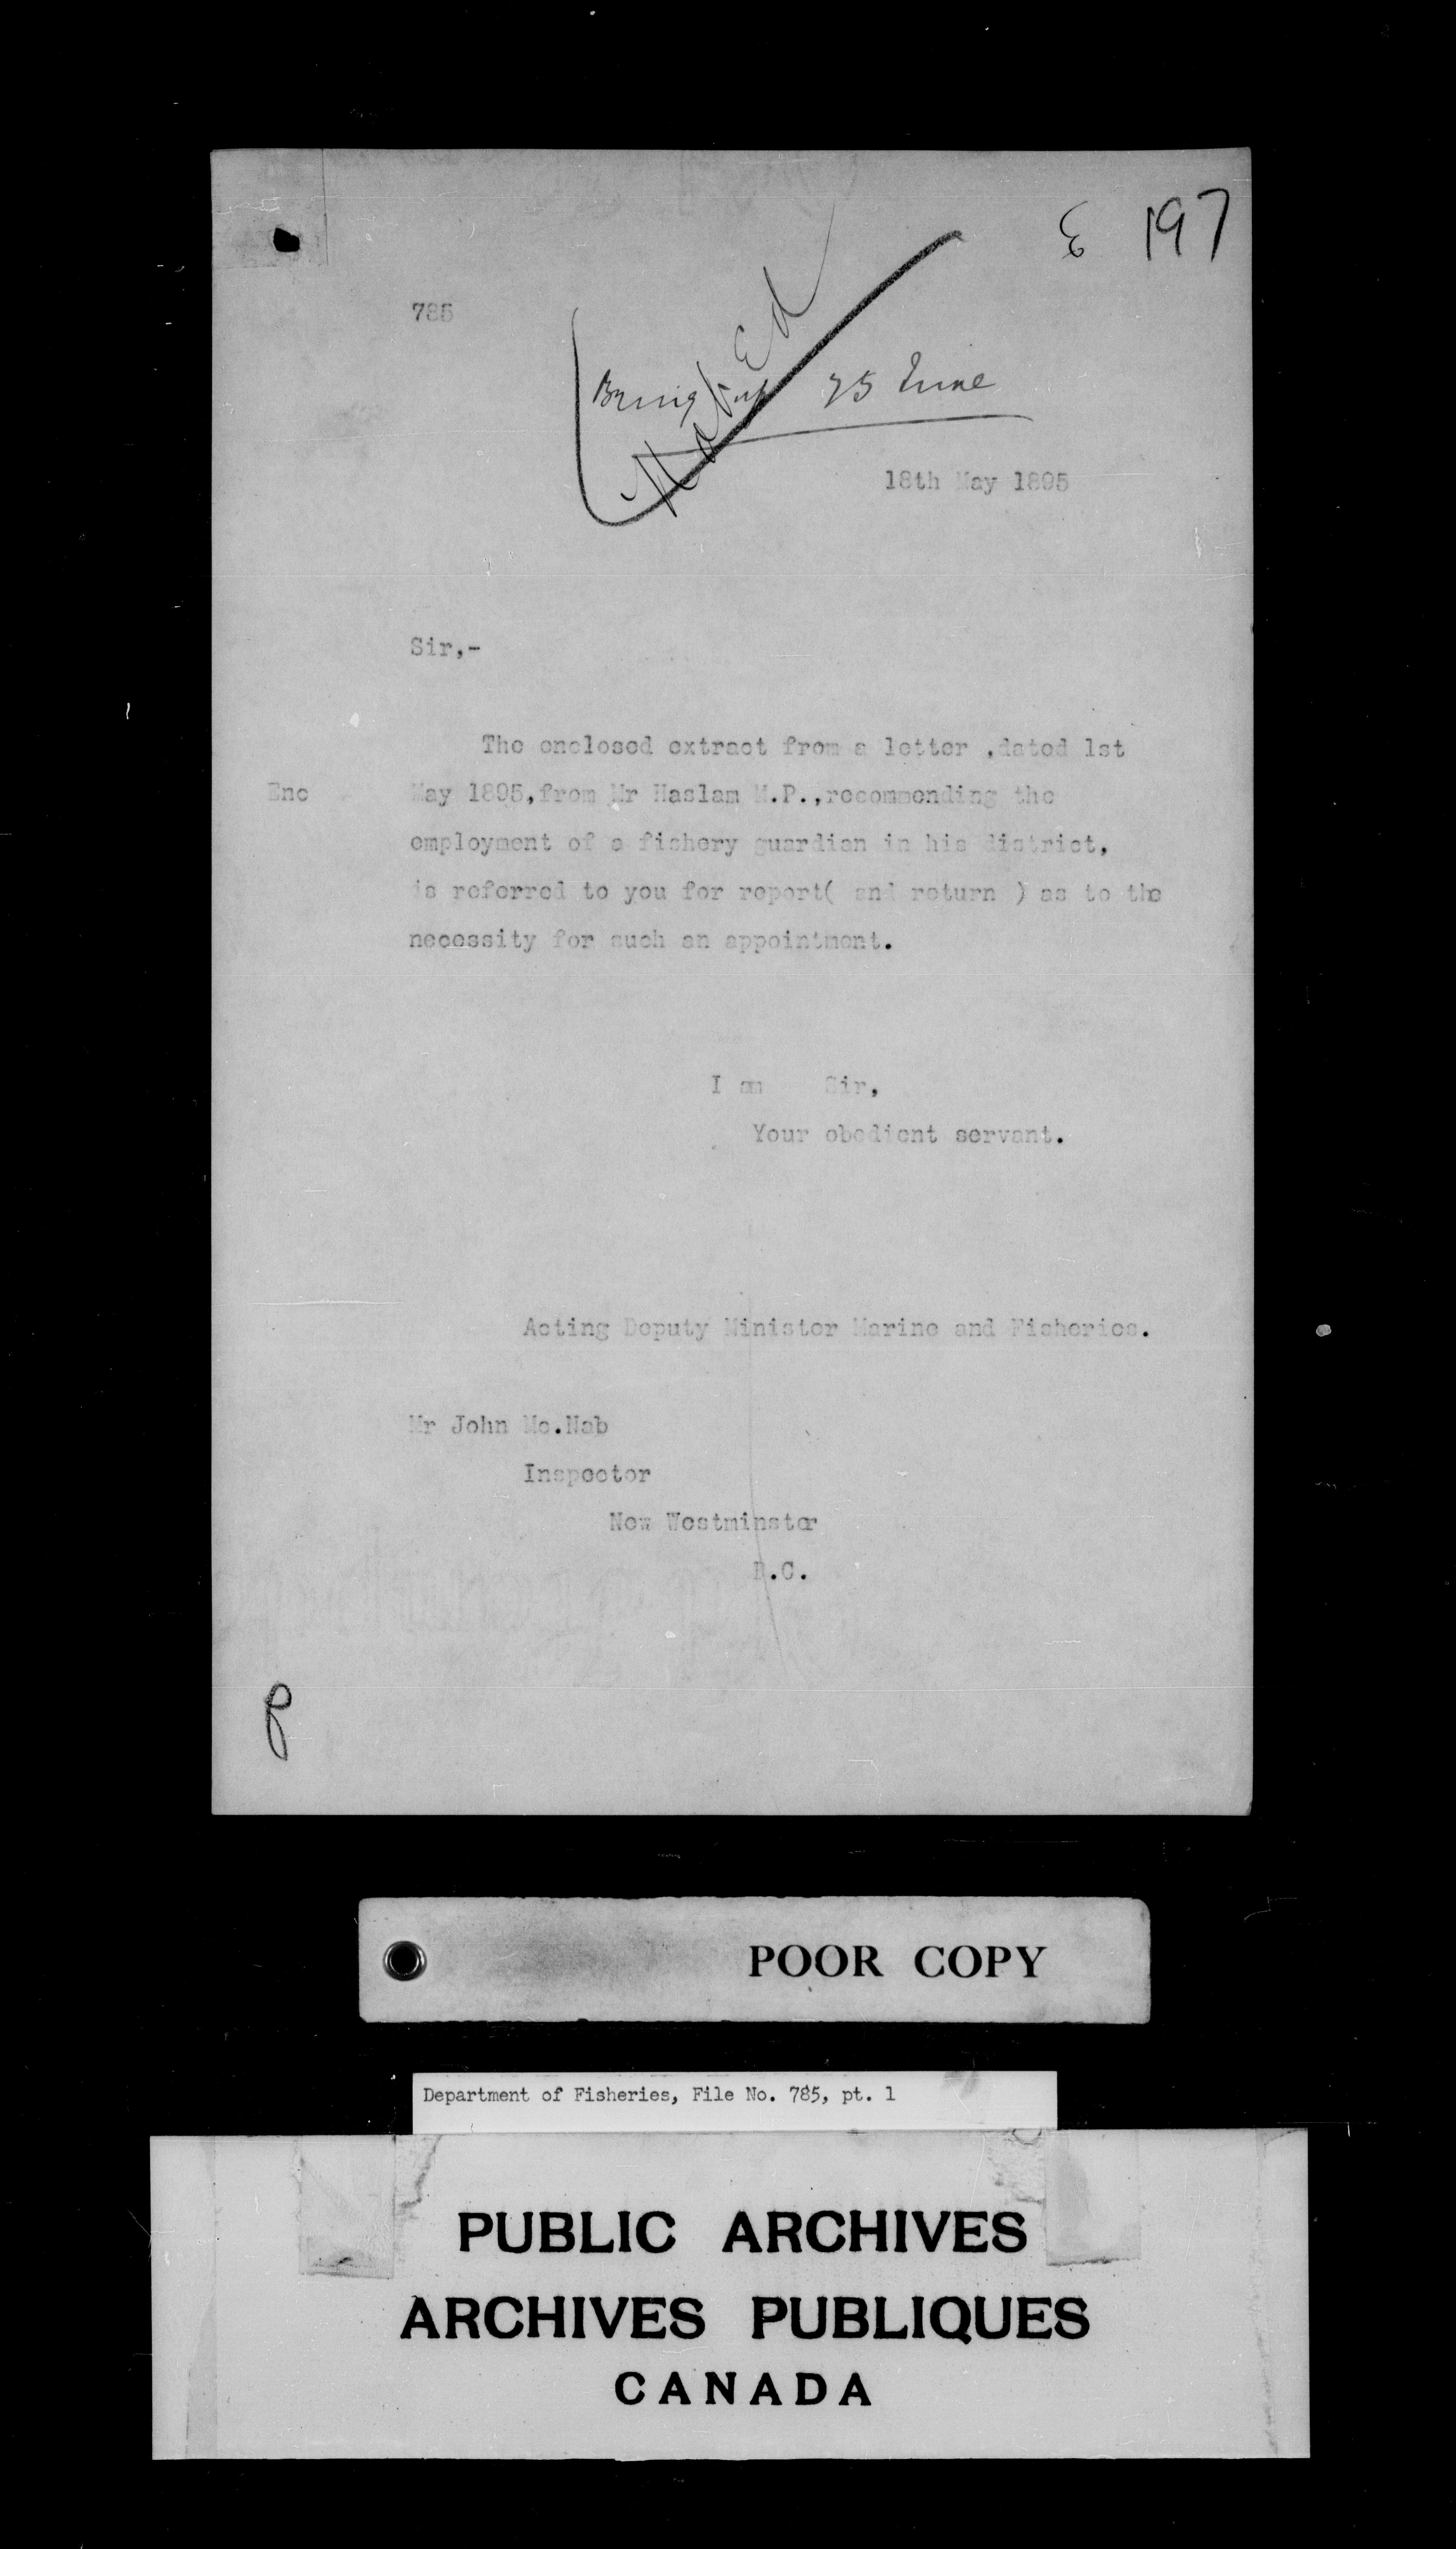 197
785
Bring up 25 June
Noted
18th May 1895
Sir,-
The enclosed extract from a letter ,dated 1st
Enc May 1895,from Mr Haslam M.P.,recommending the
employment of a fishery guardian in his district,
is referred to you for report( and return ) as to the
necessity for such an appointment.
I am Sir,
Your obedient servant.
Acting Deputy Minister Marine and Fisheries.
Mr John Mc.Nab
Inspector
New Westminster
B.C.
POOR COPY
Department of Fisheries, File No. 785, pt. 1
PUBLIC ARCHIVES
ARCHIVES PUBLIQUES
CANADA